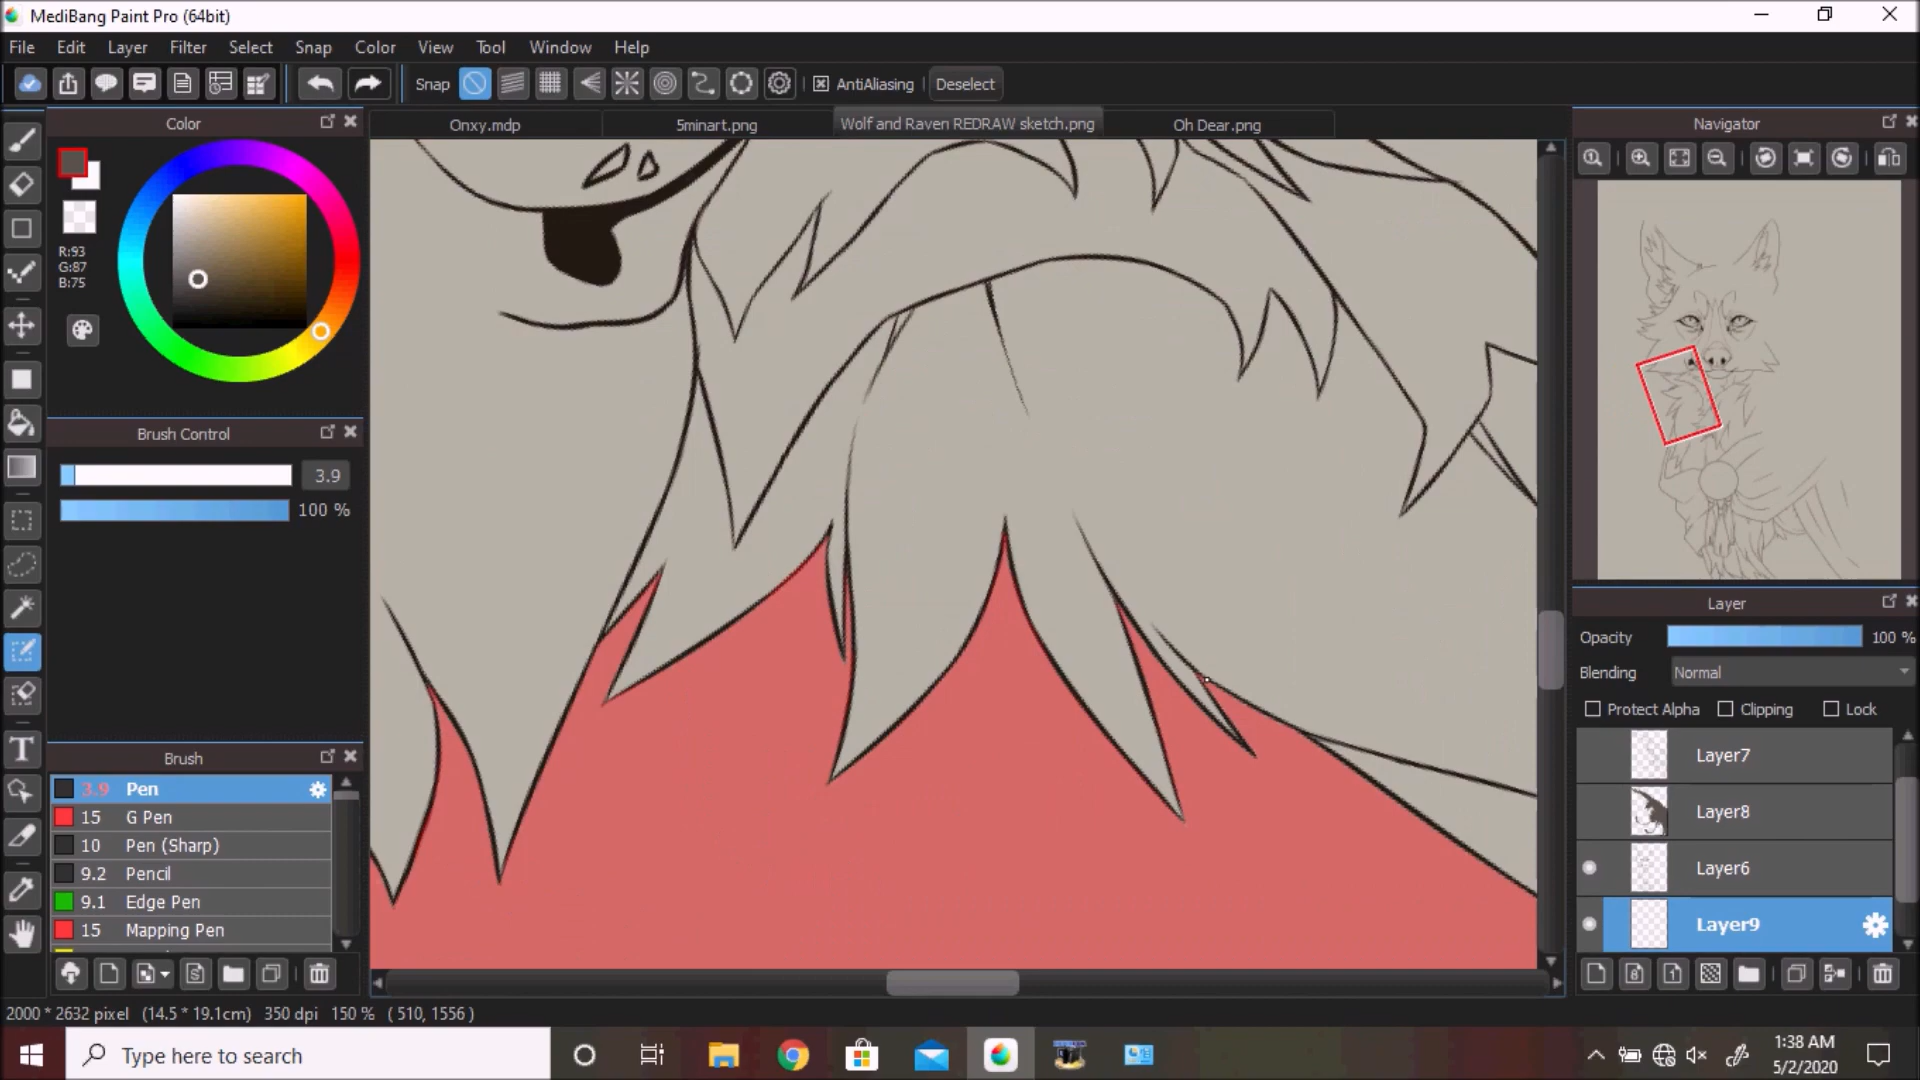 MediBang Paint Pro (64bit)
File Edit Layer Filter Select Snap Color View Tool Window Help
Snap AntiAliasing Deselect
Color
R:93
G:87
B:75
Brush Control
3.9
100 %
Brush
3.9 Pen
15 G Pen
10 Pen (Sharp)
9.2 Pencil
9.1 Edge Pen
15 Mapping Pen
Onxy.mdp 5minart.png Wolf and Raven REDRAW sketch.png Oh Dear.png
Navigator
Layer
Opacity 100 %
Blending Normal
Protect Alpha Clipping Lock
Layer7
Layer8
Layer6
Layer9
2000 * 2632 pixel (14.5 * 19.1cm) 350 dpi 150 % ( 510, 1556 )
Type here to search
1:38 AM
5/2/2020